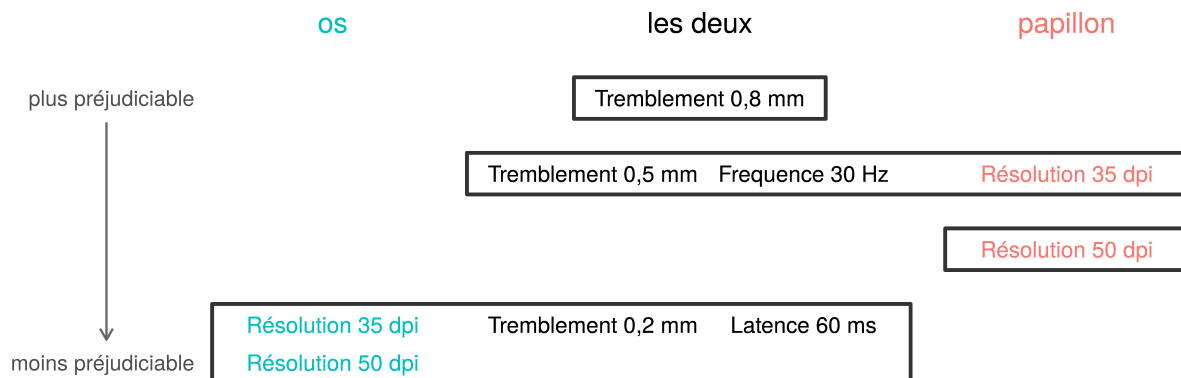 os les deux papillon
plus préjudiciable Tremblement 0,8 mm
Tremblement 0,5 mm Frequence 30 Hz Résolution 35 dpi
Résolution 50 dpi
Résolution 35 dpi Tremblement 0,2 mm Latence 60 ms
moins préjudiciable Résolution 50 dpi